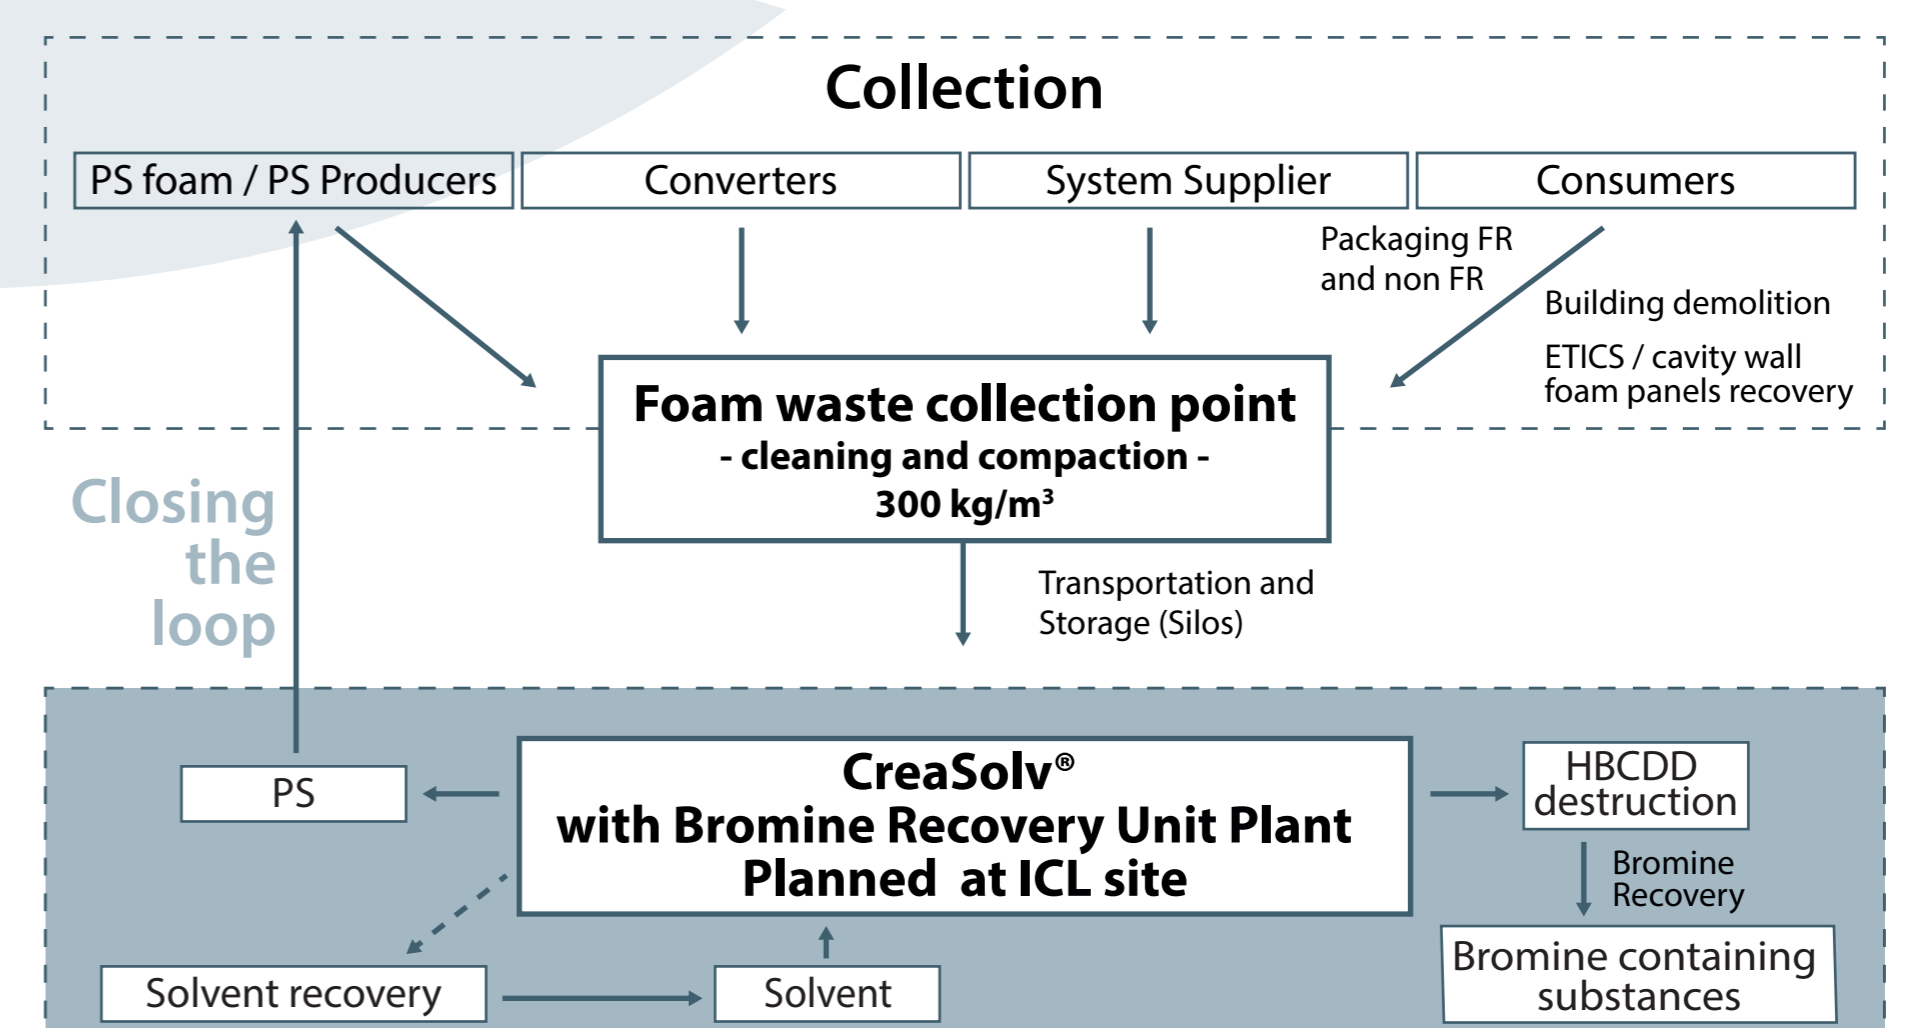 Collection
PS foam / PS Producers
Converters
System Supplier
Consumers
Packaging FR
and non FR
Building demolition
ETICS / cavity wall
foam panels recovery
Foam waste collection point
- cleaning and compaction -
300 kg/m³
Closing
the
loop
Transportation and
Storage (Silos)
PS
CreaSolv®
with Bromine Recovery Unit Plant
Planned at ICL site
HBCDD
destruction
Bromine
Recovery
Solvent recovery
Solvent
Bromine containing
substances